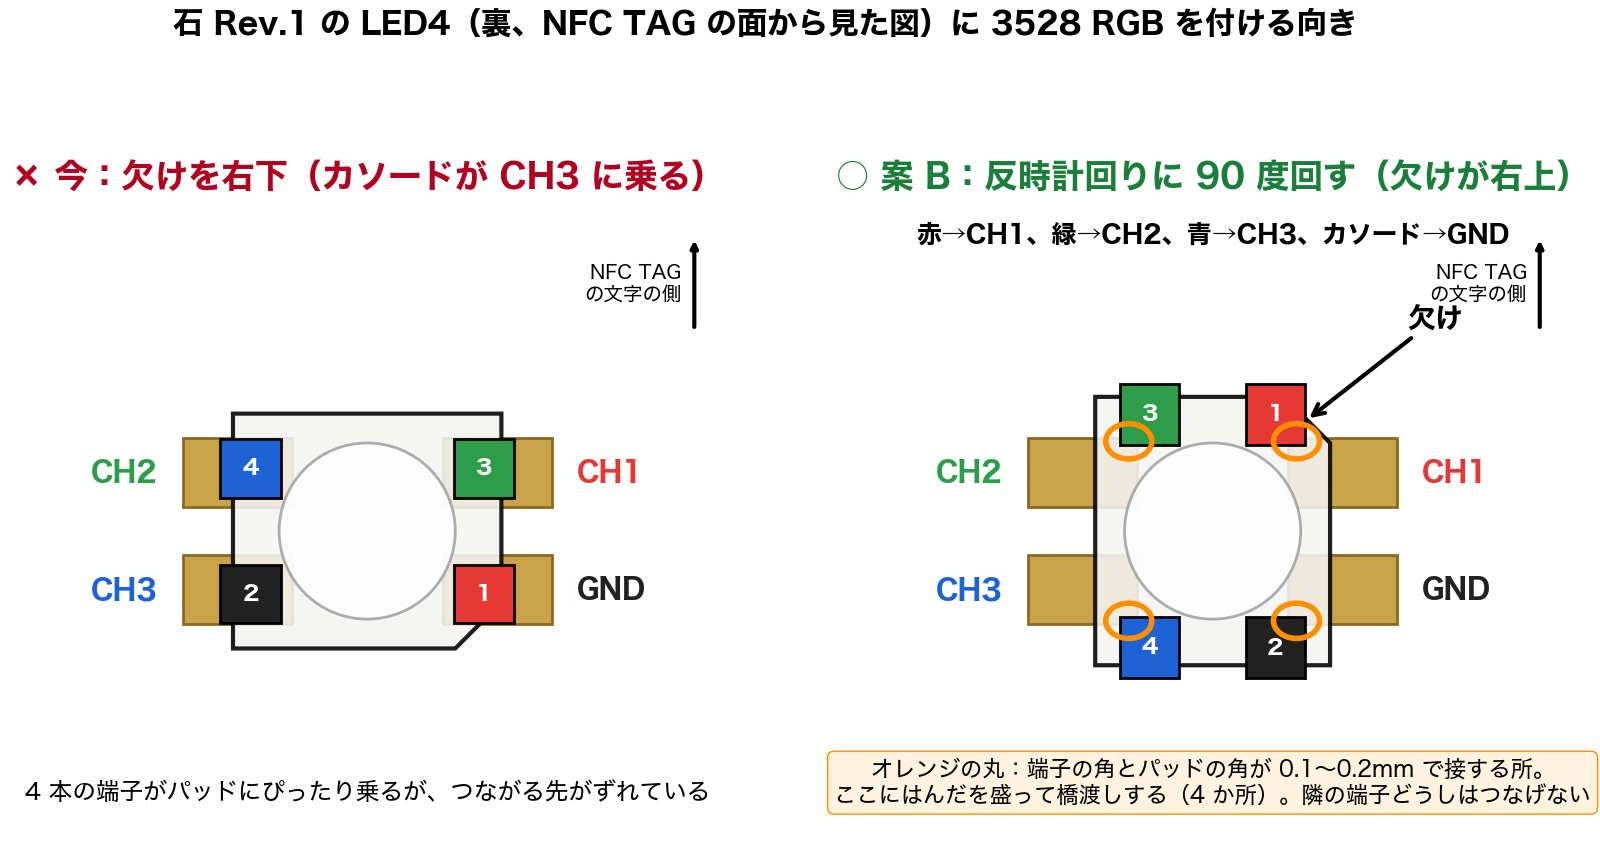 石 Rev.1 の LED4（裏、NFC TAG の面から見た図）に 3528 RGB を付ける向き
× 今：欠けを右下（カソードが CH3 に乗る）
NFC TAG
の文字の側
CH2
4
3
CH1
CH3
2
1
GND
4 本の端子がパッドにぴったり乗るが、つながる先がずれている
○ 案 B：反時計回りに 90 度回す（欠けが右上）
赤→CH1、緑→CH2、青→CH3、カソード→GND
NFC TAG
の文字の側
欠け
3
1
CH2
CH1
CH3
GND
4
2
オレンジの丸：端子の角とパッドの角が 0.1〜0.2mm で接する所。
ここにはんだを盛って橋渡しする（4 か所）。隣の端子どうしはつなげない